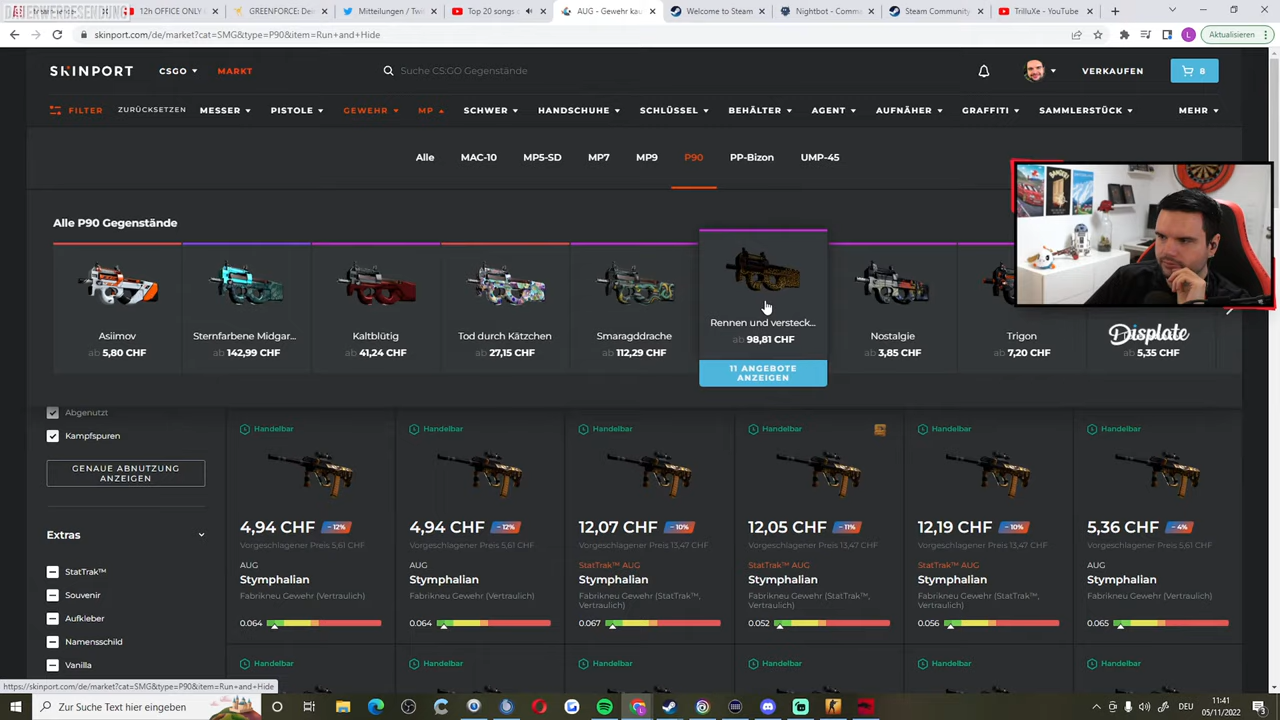 DAUERWERBESENDUNG
12h OFFICE ONLY
GREENFORCE: De
Mitteilungen / Twi
Top 20 songs
AUG - Gewehr kau
Welcome to Steam
Nightbot - Comma
Steam Community
TrilluXe - YouTube
skinport.com/de/market?cat=SMG&type=P90&item=Run+and+Hide
L
Aktualisieren
SKINPORT
CSGO
MARKT
Suche CS:GO Gegenstände
VERKAUFEN
8
FILTER
ZURÜCKSETZEN
MESSER
PISTOLE
GEWEHR
MP
SCHWER
HANDSCHUHE
SCHLÜSSEL
BEHÄLTER
AGENT
AUFNÄHER
GRAFFITI
SAMMLERSTÜCK
MEHR
Alle
MAC-10
MP5-SD
MP7
MP9
P90
PP-Bizon
UMP-45
Alle P90 Gegenstände
Asiimov
ab 5,80 CHF
Sternfarbene Midgar...
ab 142,99 CHF
Kaltblütig
ab 41,24 CHF
Tod durch Kätzchen
ab 27,15 CHF
Smaragddrache
ab 112,29 CHF
Rennen und versteck...
ab 98,81 CHF
11 ANGEBOTE
ANZEIGEN
Nostalgie
ab 3,85 CHF
Trigon
ab 7,20 CHF
Displate
ab 5,35 CHF
Abgenutzt
Kampfspuren
GENAUE ABNUTZUNG
ANZEIGEN
Extras
StatTrak™
Souvenir
Aufkleber
Namensschild
Vanilla
Handelbar
4,94 CHF
− 12%
Vorgeschlagener Preis 5,61 CHF
AUG
Stymphalian
Fabrikneu Gewehr (Vertraulich)
0.064
Handelbar
4,94 CHF
− 12%
Vorgeschlagener Preis 5,61 CHF
AUG
Stymphalian
Fabrikneu Gewehr (Vertraulich)
0.064
Handelbar
12,07 CHF
− 10%
Vorgeschlagener Preis 13,47 CHF
StatTrak™ AUG
Stymphalian
Fabrikneu Gewehr (StatTrak™,
Vertraulich)
0.067
Handelbar
12,05 CHF
− 11%
Vorgeschlagener Preis 13,47 CHF
StatTrak™ AUG
Stymphalian
Fabrikneu Gewehr (StatTrak™,
Vertraulich)
0.052
Handelbar
12,19 CHF
− 10%
Vorgeschlagener Preis 13,47 CHF
StatTrak™ AUG
Stymphalian
Fabrikneu Gewehr (StatTrak™,
Vertraulich)
0.056
Handelbar
5,36 CHF
− 4%
Vorgeschlagener Preis 5,61 CHF
AUG
Stymphalian
Fabrikneu Gewehr (Vertraulich)
0.065
Handelbar
Handelbar
Handelbar
Handelbar
Handelbar
Handelbar
https://skinport.com/de/market?cat=SMG&type=P90&item=Run+and+Hide
Zur Suche Text hier eingeben
DEU
11:41
05/11/2022